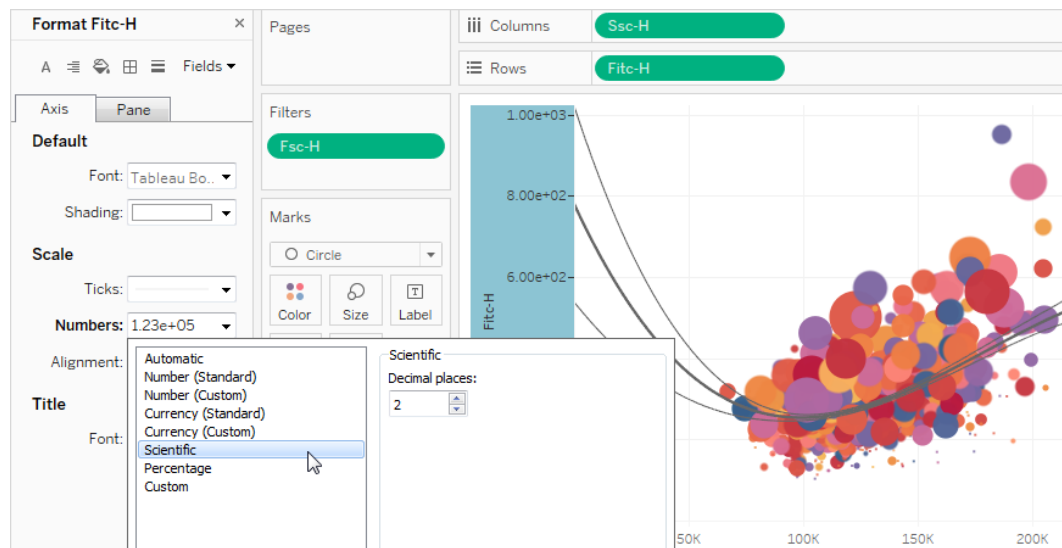 Format Fitc-H ×
A Fields
Axis Pane
Default
Font: Tableau Bo..
Shading:
Scale
Ticks:
Numbers: 1.23e+05
Alignment:
Title
Font:
Automatic
Number (Standard)
Number (Custom)
Currency (Standard)
Currency (Custom)
Scientific
Percentage
Custom
Scientific
Decimal places:
2
Pages
Filters
Fsc-H
Marks
Circle
T
Color Size Label
Columns Ssc-H
Rows Fitc-H
1.00e+03
8.00e+02
6.00e+02
Fitc-H
50K 100K 150K 200K